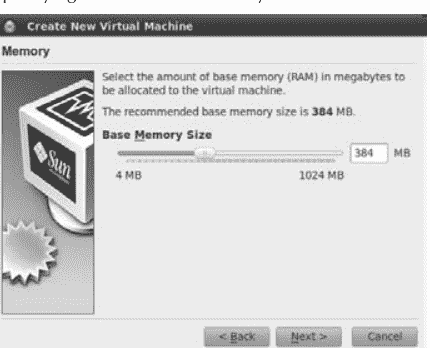 Create New Virtual Machine
Memory
Select the amount of base memory (RAM) in megabytes to
be allocated to the virtual machine.
The recommended base memory size is 384 MB.
Base Memory Size
384 MB
4 MB 1024 MB
Sun
< Back Next > Cancel